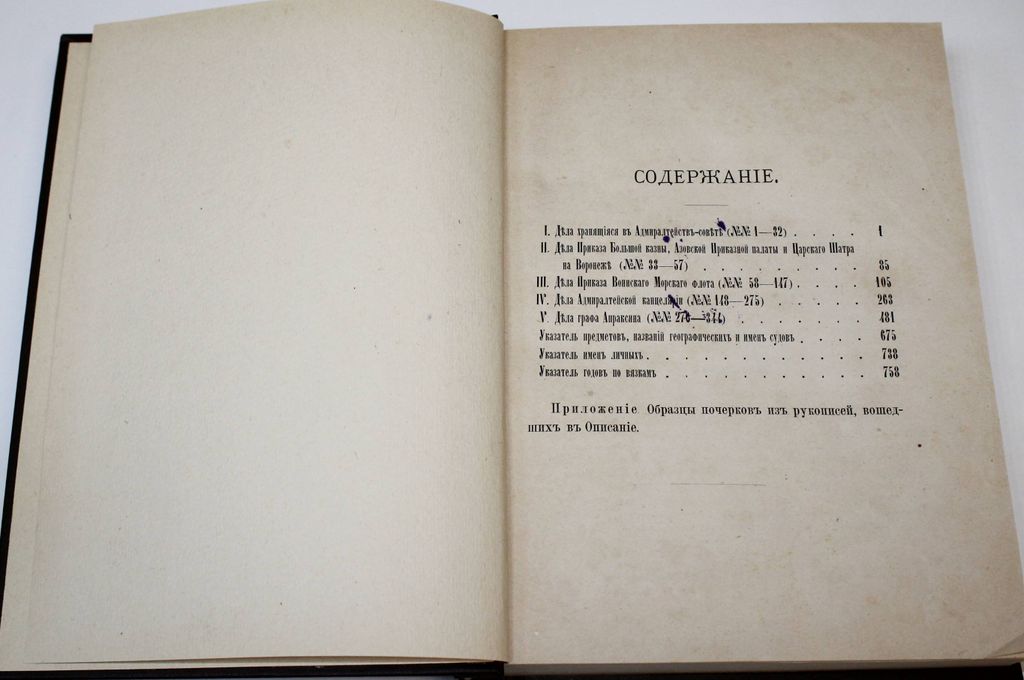 СОДЕРЖАНІЕ.
I. Дѣла хранящіяся въ Адмиралтействъ-совѣтѣ (№№ 1—32) . . . . 1
II. Дѣла Приказа Большой казны, Азовской Приказной палаты и Царскаго Шатра
на Воронежѣ (№№ 33—57) . . . . . . . . . 85
III. Дѣла Приказа Воинскаго Морскаго флота (№№ 58—147) . . . . 105
IV. Дѣла Адмиралтейской канцеляріи (№№ 148—275) . . . . . 263
V. Дѣла графа Апраксина (№№ 276—344) . . . . . . . 481
Указатель предметовъ, названій географическихъ и именъ судовъ . . . . 675
Указатель именъ личныхъ . . . . . . . . . . . . 738
Указатель годовъ по вязкамъ . . . . . . . . . . . 758
Приложеніе Образцы почерковъ изъ рукописей, вошед-
шихъ въ Описаніе.